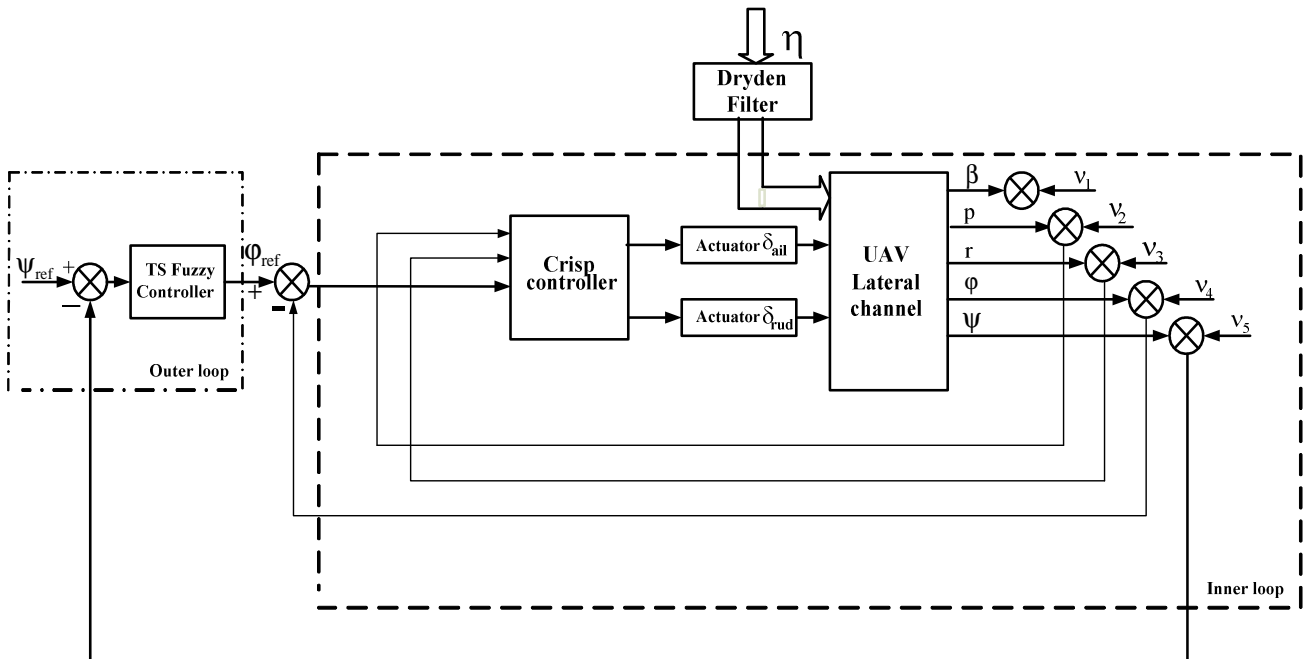 η
Dryden
Filter
β
ν1
p
ν2
r
ν3
φ
ν4
ψ
ν5
UAV
Lateral
channel
Actuator δail
Actuator δrud
Crisp
controller
ψref
+
−
TS Fuzzy
Controller
φref
+
-
Outer loop
Inner loop